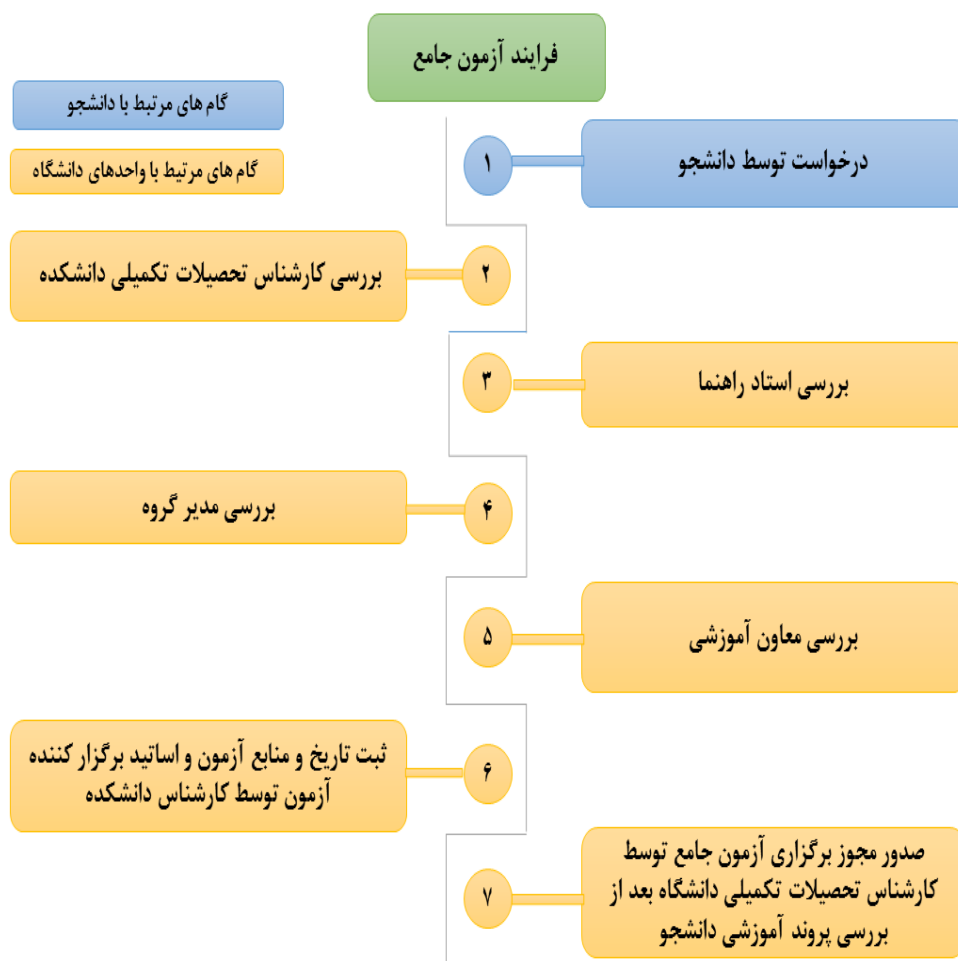 فرایند آزمون جامع
گام های مرتبط با دانشجو
گام های مرتیط با واحدهای دانشگاه
۱
درخواست توسط دانشجو
۲
بررسی کارشناس تحصیلات تکمیلی دانشکده
۳
بررسی استاد راهنما
۴
بررسی مدیر گروه
۵
بررسی معاون آموزشی
۶
ثبت تاریخ و منابع آزمون و اساتید برگزار کننده
آزمون توسط کارشناس دانشکده
۷
صدور مجوز برگزاری آزمون جامع توسط
کارشناس تحصیلات تکمیلی دانشگاه بعد از
بررسی پروند آموزشی دانشجو